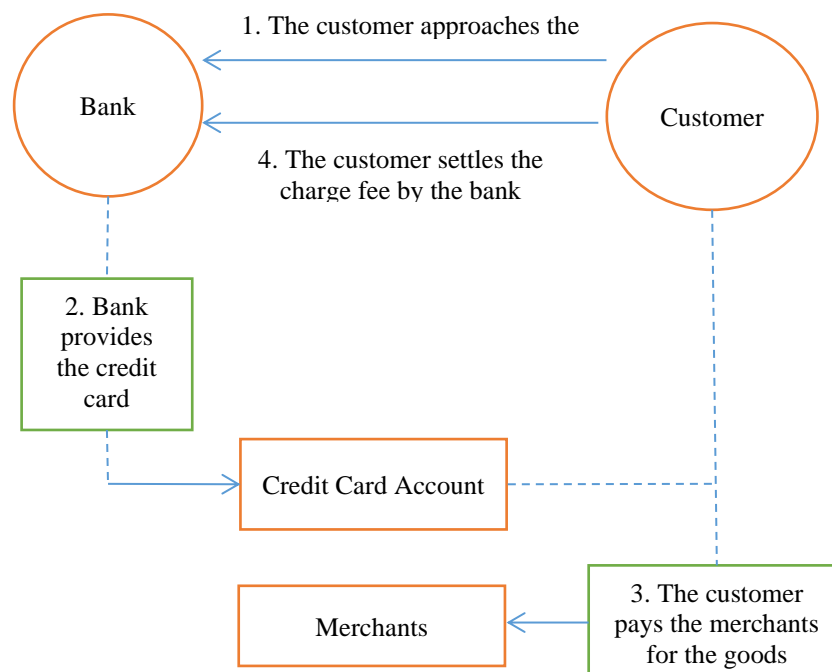 1. The customer approaches the
Bank
Customer
4. The customer settles the
charge fee by the bank
2. Bank
provides
the credit
card
Credit Card Account
Merchants
3. The customer
pays the merchants
for the goods